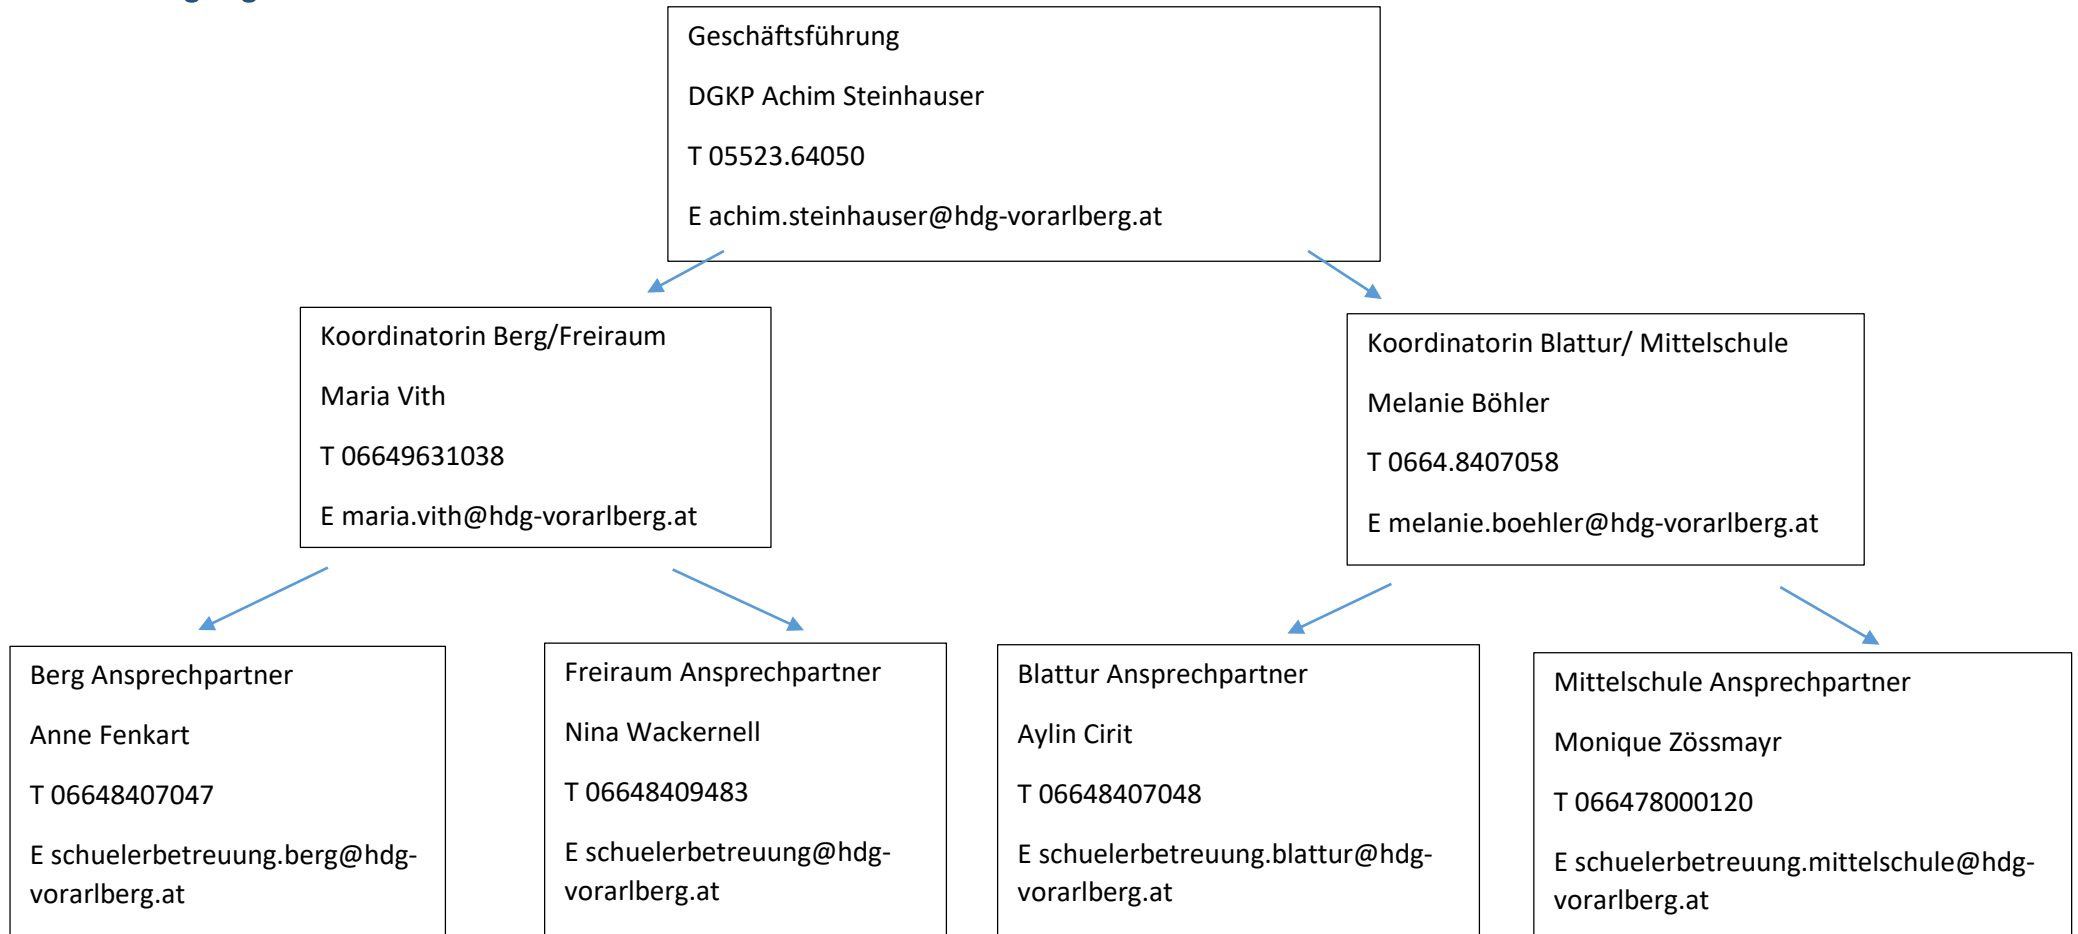 Geschäftsführung
DGKP Achim Steinhauser
T 05523.64050
E achim.steinhauser@hdg-vorarlberg.at
Koordinatorin Berg/Freiraum
Maria Vith
T 06649631038
E maria.vith@hdg-vorarlberg.at
Koordinatorin Blattur/ Mittelschule
Melanie Böhler
T 0664.8407058
E melanie.boehler@hdg-vorarlberg.at
Berg Ansprechpartner
Anne Fenkart
T 06648407047
E schuelerbetreuung.berg@hdg-
vorarlberg.at
Freiraum Ansprechpartner
Nina Wackernell
T 06648409483
E schuelerbetreuung@hdg-
vorarlberg.at
Blattur Ansprechpartner
Aylin Cirit
T 06648407048
E schuelerbetreuung.blattur@hdg-
vorarlberg.at
Mittelschule Ansprechpartner
Monique Zössmayr
T 066478000120
E schuelerbetreuung.mittelschule@hdg-
vorarlberg.at